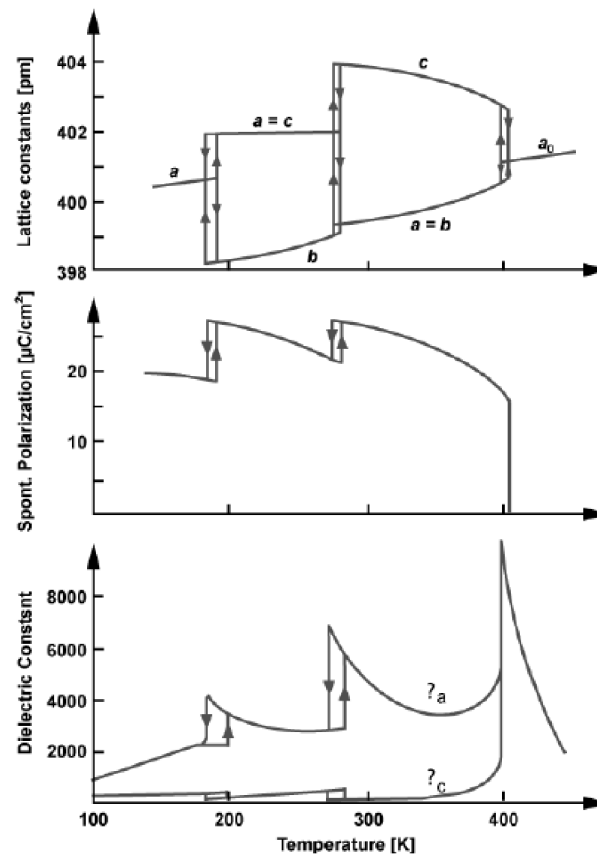 Lattice constants [pm]
404
402
400
398
c
a = c
a
a₀
a = b
b
Spont. Polarization [µC/cm²]
20
10
Dielectric Constsnt
8000
6000
4000
2000
?a
?c
100 200 300 400
Temperature [K]